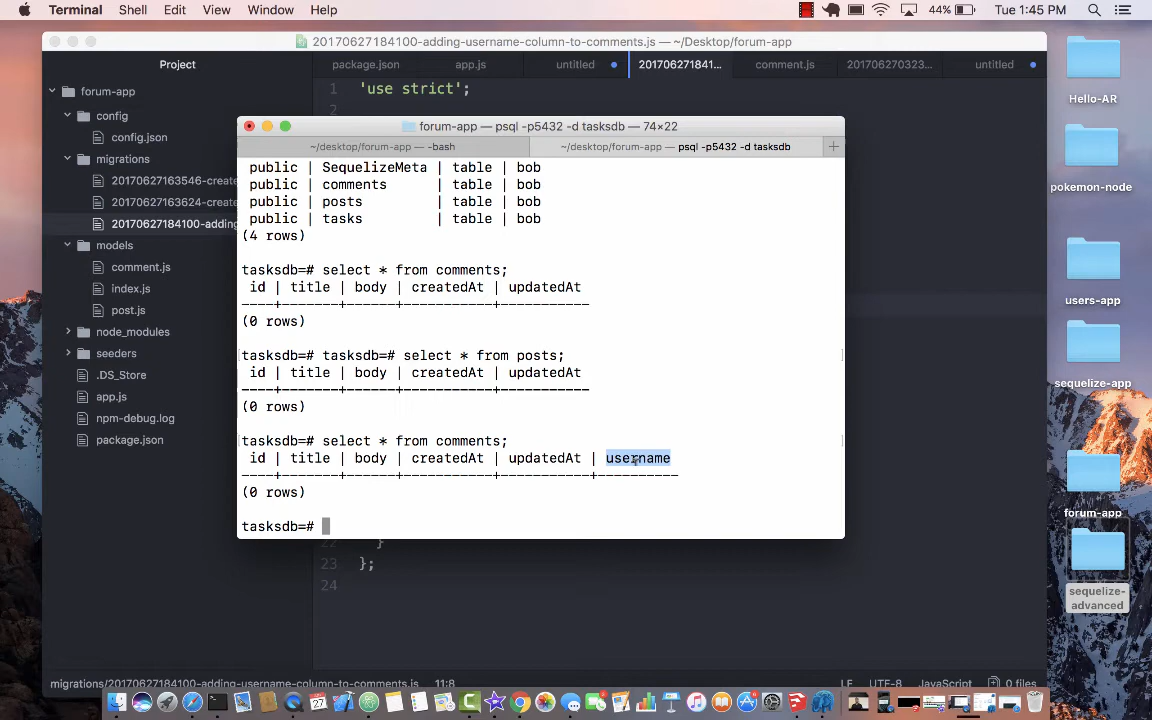 Terminal Shell Edit View Window Help 44% Tue 1:45 PM
20170627184100-adding-username-column-to-comments.js — ~/Desktop/forum-app
Project
package.json app.js untitled 201706271841... comment.js 201706270323... untitled
forum-app
config
config.json
migrations
20170627163546-create
20170627163624-create
20170627184100-adding
models
comment.js
index.js
post.js
node_modules
seeders
.DS_Store
app.js
npm-debug.log
package.json
1 'use strict';
2
forum-app — psql -p5432 -d tasksdb — 74×22
~/desktop/forum-app — -bash ~/desktop/forum-app — psql -p5432 -d tasksdb
public | SequelizeMeta | table | bob
public | comments | table | bob
public | posts | table | bob
public | tasks | table | bob
(4 rows)
tasksdb=# select * from comments;
id | title | body | createdAt | updatedAt
----+-------+------+-----------+-----------
(0 rows)
tasksdb=# tasksdb=# select * from posts;
id | title | body | createdAt | updatedAt
----+-------+------+-----------+-----------
(0 rows)
tasksdb=# select * from comments;
id | title | body | createdAt | updatedAt | username
----+-------+------+-----------+-----------+----------
(0 rows)
tasksdb=#
22 }
23 };
24
migrations/20170627184100-adding-username-column-to-comments.js 11:8 LF UTF-8 JavaScript 0 files
Hello-AR
pokemon-node
users-app
sequelize-app
forum-app
sequelize-
advanced